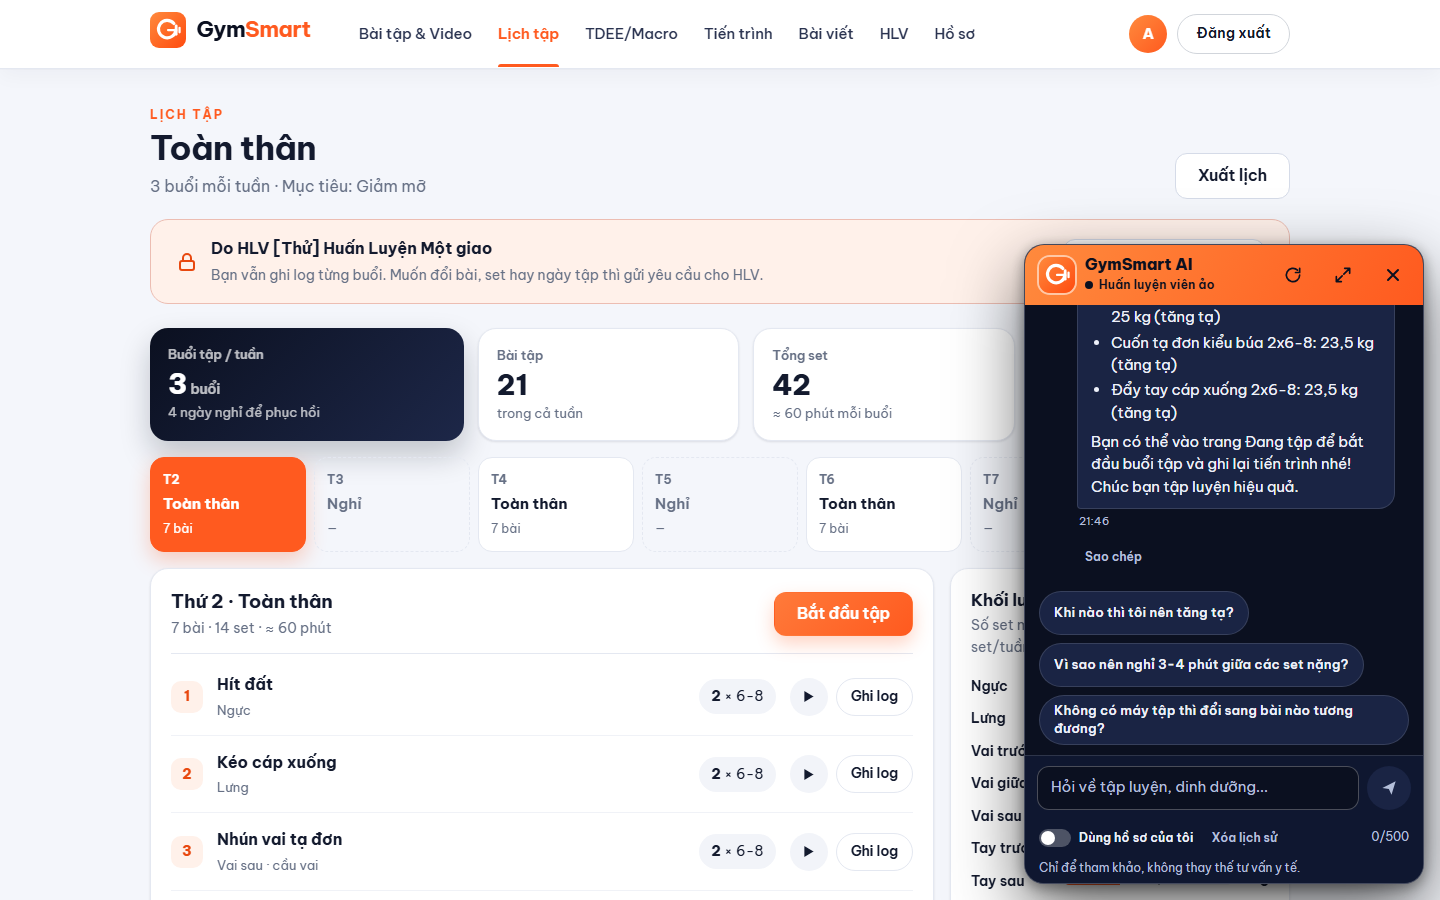 GymSmart
Bài tập & Video
Lịch tập
TDEE/Macro
Tiến trình
Bài viết
HLV
Hồ sơ
A
Đăng xuất
LỊCH TẬP
Toàn thân
3 buổi mỗi tuần · Mục tiêu: Giảm mỡ
Xuất lịch
Do HLV [Thử] Huấn Luyện Một giao
Bạn vẫn ghi log từng buổi. Muốn đổi bài, set hay ngày tập thì gửi yêu cầu cho HLV.
Buổi tập / tuần
3 buổi
4 ngày nghỉ để phục hồi
Bài tập
21
trong cả tuần
Tổng set
42
≈ 60 phút mỗi buổi
T2
Toàn thân
7 bài
T3
Nghỉ
–
T4
Toàn thân
7 bài
T5
Nghỉ
–
T6
Toàn thân
7 bài
T7
Nghỉ
–
Thứ 2 · Toàn thân
7 bài · 14 set · ≈ 60 phút
Bắt đầu tập
1
Hít đất
Ngực
2 × 6-8
Ghi log
2
Kéo cáp xuống
Lưng
2 × 6-8
Ghi log
3
Nhún vai tạ đơn
Vai sau · cầu vai
2 × 6-8
Ghi log
Khối
Số set
set/tuần
Ngực
Lưng
Vai trước
Vai giữa
Vai sau
Tay trước
Tay sau
GymSmart AI
Huấn luyện viên ảo
25 kg (tăng tạ)
• Cuốn tạ đơn kiểu búa 2x6-8: 23,5 kg
(tăng tạ)
• Đẩy tay cáp xuống 2x6-8: 23,5 kg
(tăng tạ)
Bạn có thể vào trang Đang tập để bắt
đầu buổi tập và ghi lại tiến trình nhé!
Chúc bạn tập luyện hiệu quả.
21:46
Sao chép
Khi nào thì tôi nên tăng tạ?
Vì sao nên nghỉ 3-4 phút giữa các set nặng?
Không có máy tập thì đổi sang bài nào tương
đương?
Hỏi về tập luyện, dinh dưỡng...
Dùng hồ sơ của tôi
Xóa lịch sử
0/500
Chỉ để tham khảo, không thay thế tư vấn y tế.